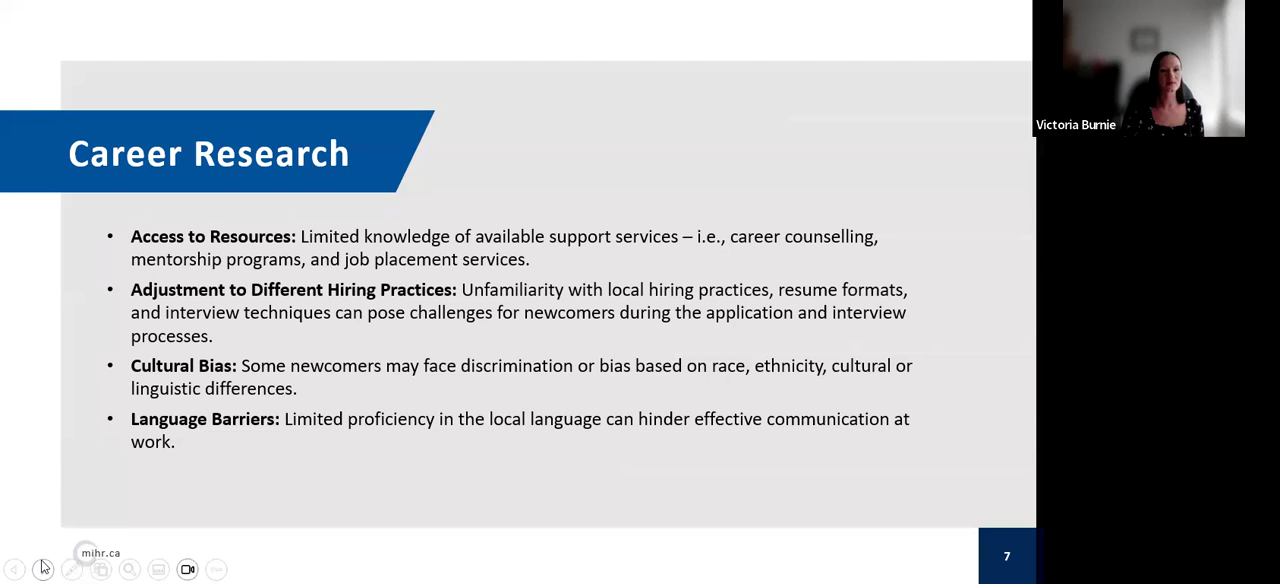 Career Research
Victoria Burnie
• Access to Resources: Limited knowledge of available support services – i.e., career counselling,
mentorship programs, and job placement services.
• Adjustment to Different Hiring Practices: Unfamiliarity with local hiring practices, resume formats,
and interview techniques can pose challenges for newcomers during the application and interview
processes.
• Cultural Bias: Some newcomers may face discrimination or bias based on race, ethnicity, cultural or
linguistic differences.
• Language Barriers: Limited proficiency in the local language can hinder effective communication at
work.
mihr.ca
7